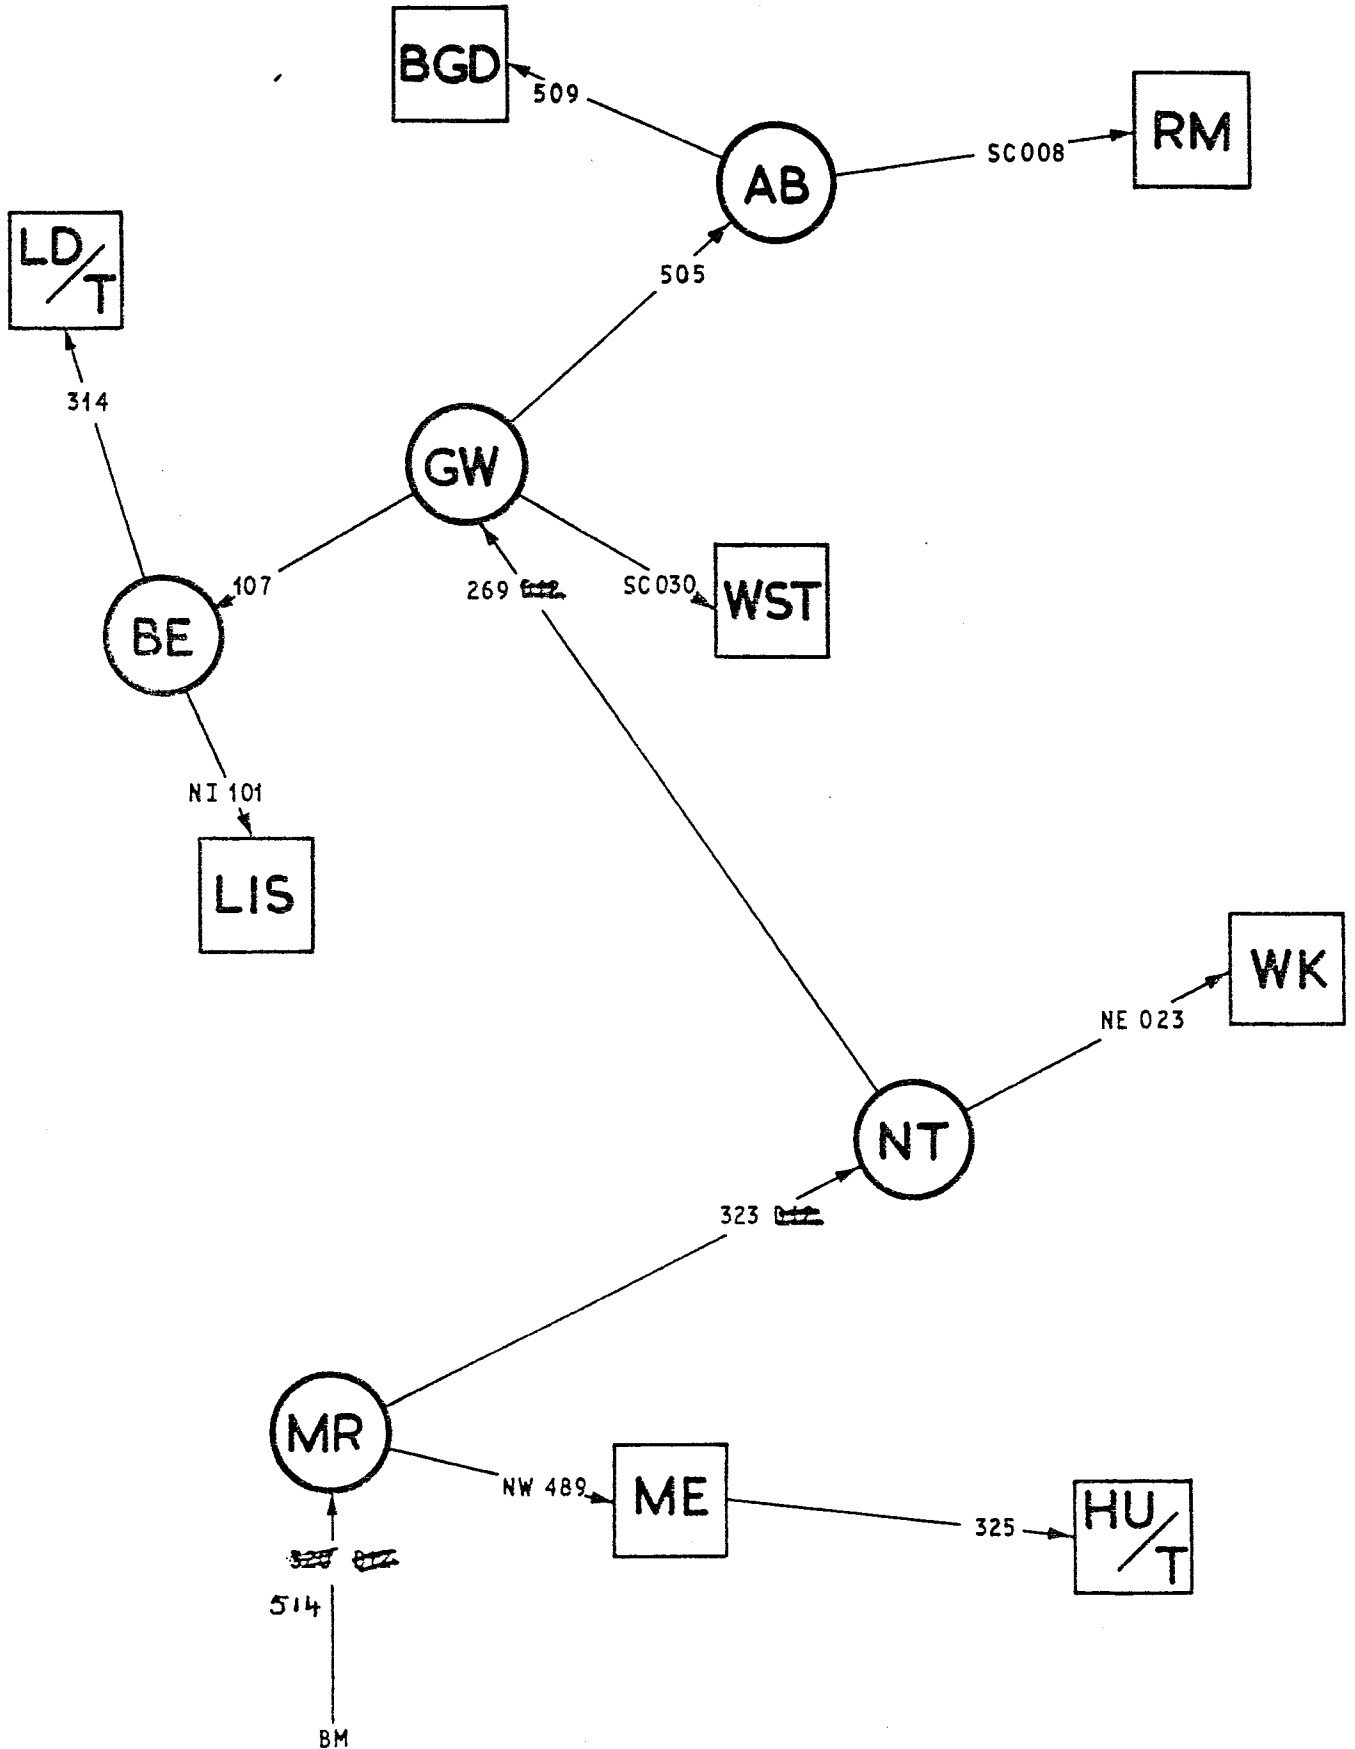 BGD
509
RM
SC008
AB
LD/T
505
314
GW
107
269
SC030
WST
BE
NI 101
LIS
WK
NE 023
NT
323
MR
NW 489
ME
325
HU/T
514
BM